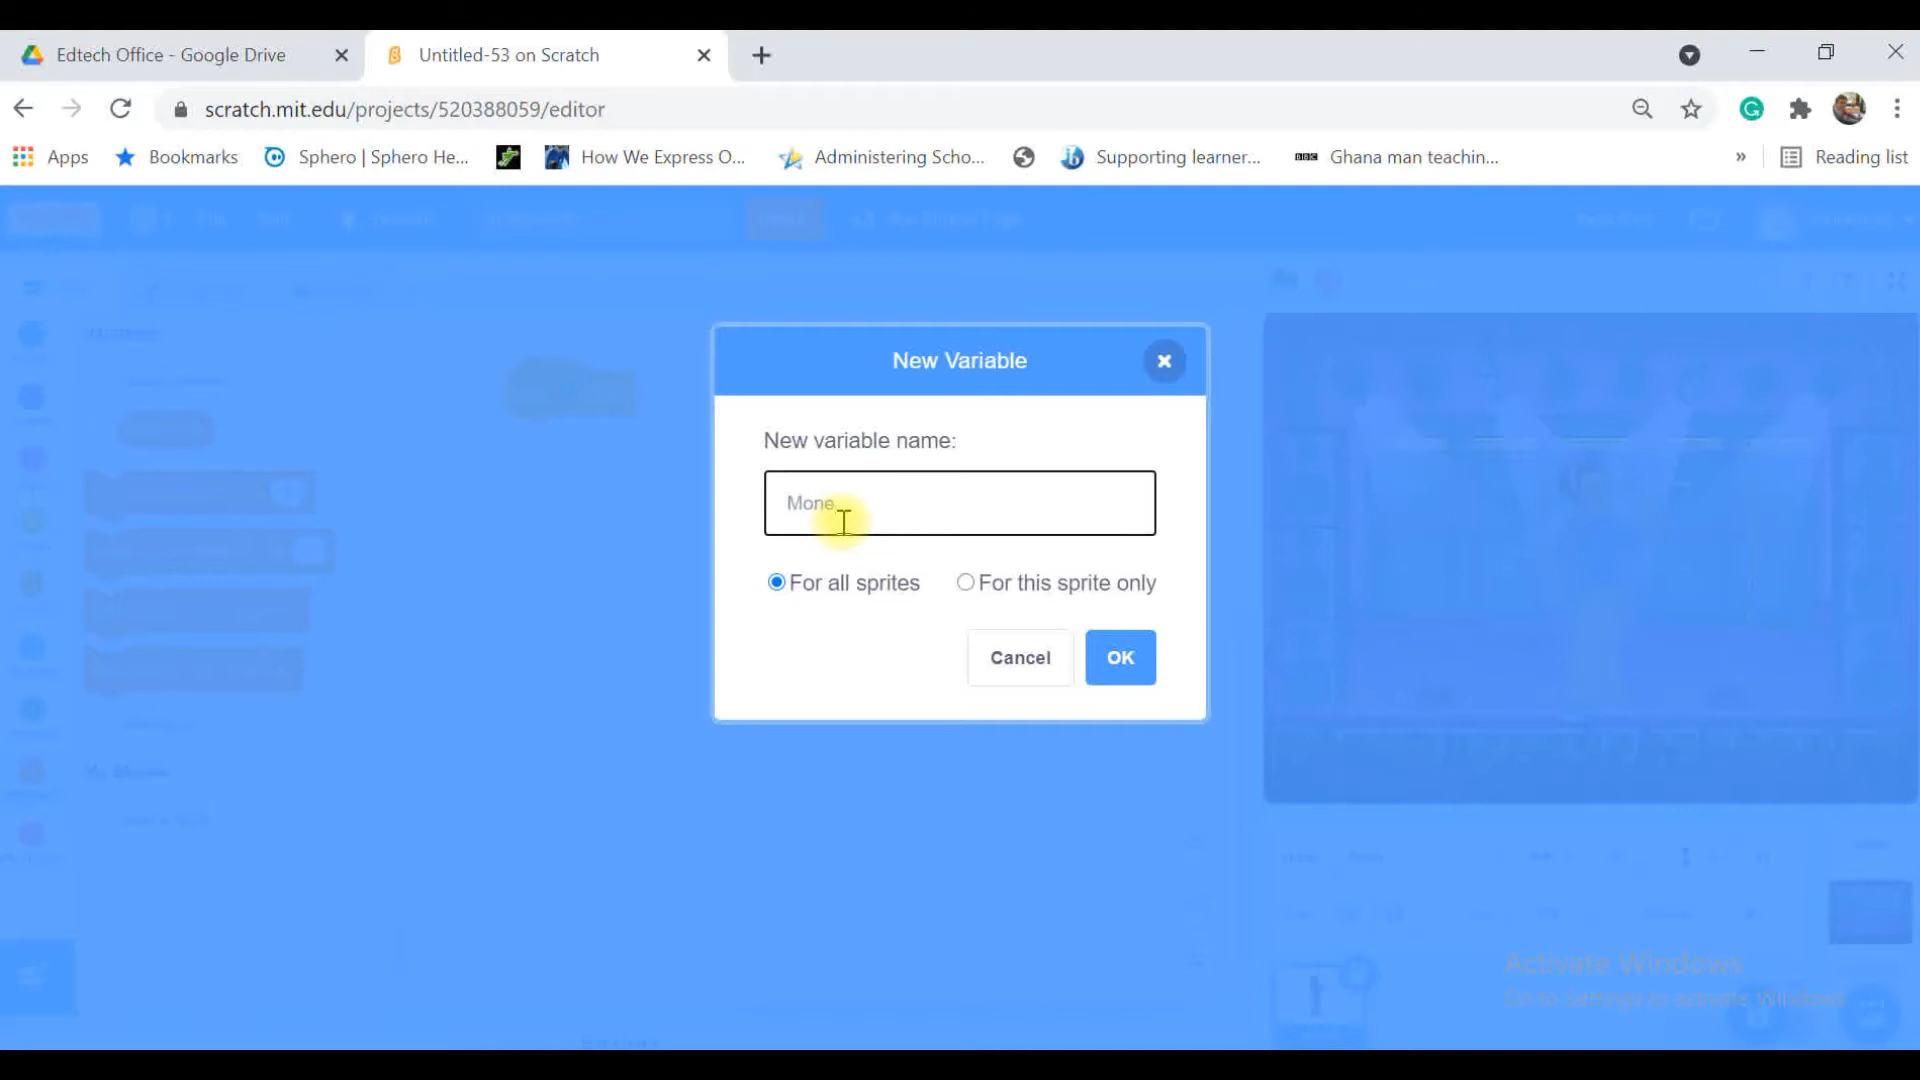 Edtech Office - Google Drive
Untitled-53 on Scratch
scratch.mit.edu/projects/520388059/editor
Apps
Bookmarks
Sphero | Sphero He...
How We Express O...
Administering Scho...
Supporting learner...
BBC
Ghana man teachin...
»
Reading list
New Variable
New variable name:
Mone
For all sprites
For this sprite only
Cancel
OK
Activate Windows
Go to Settings to activate Windows.